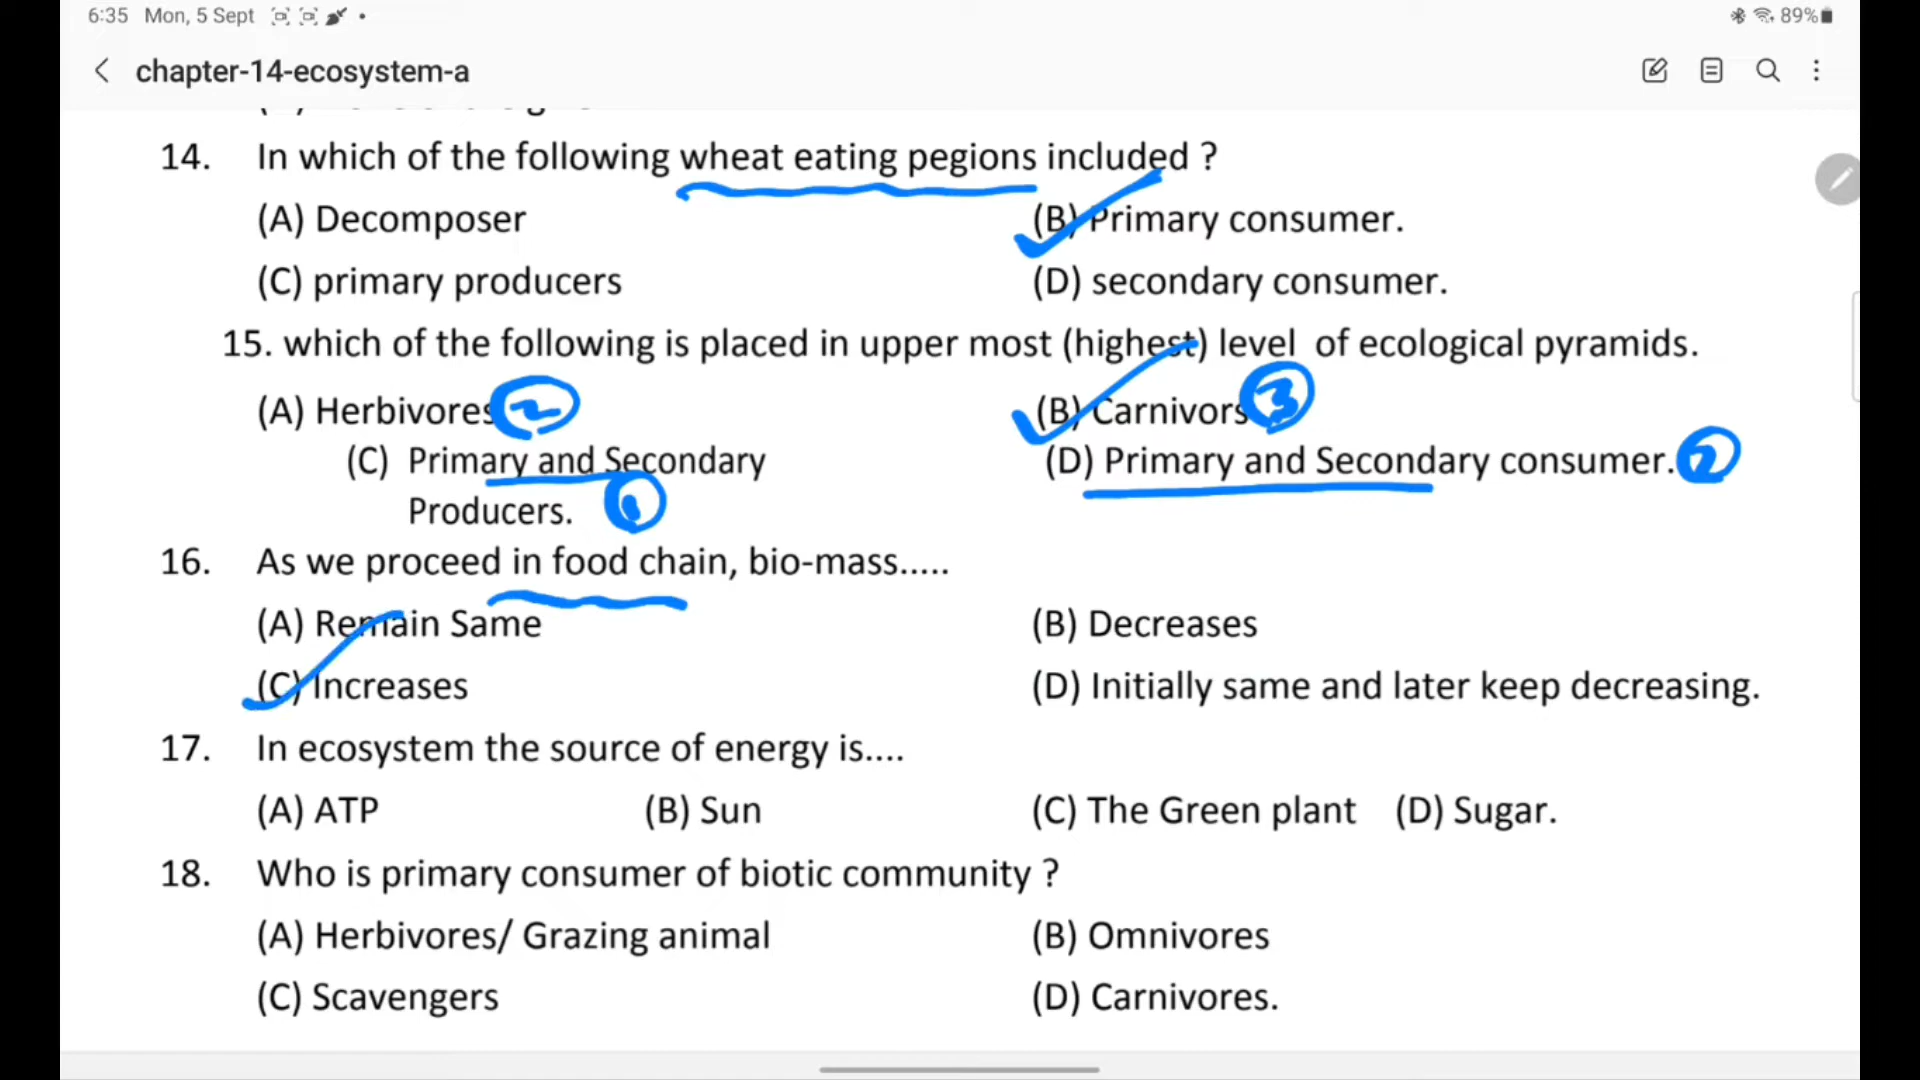 6:35 Mon, 5 Sept
89%
chapter-14-ecosystem-a
14. In which of the following wheat eating pegions included ?
(A) Decomposer (B) Primary consumer.
(C) primary producers (D) secondary consumer.
15. which of the following is placed in upper most (highest) level of ecological pyramids.
(A) Herbivores 2 (B) Carnivors 3
(C) Primary and Secondary (D) Primary and Secondary consumer. 2
Producers. 1
16. As we proceed in food chain, bio-mass.....
(A) Remain Same (B) Decreases
(C) Increases (D) Initially same and later keep decreasing.
17. In ecosystem the source of energy is....
(A) ATP (B) Sun (C) The Green plant (D) Sugar.
18. Who is primary consumer of biotic community ?
(A) Herbivores/ Grazing animal (B) Omnivores
(C) Scavengers (D) Carnivores.